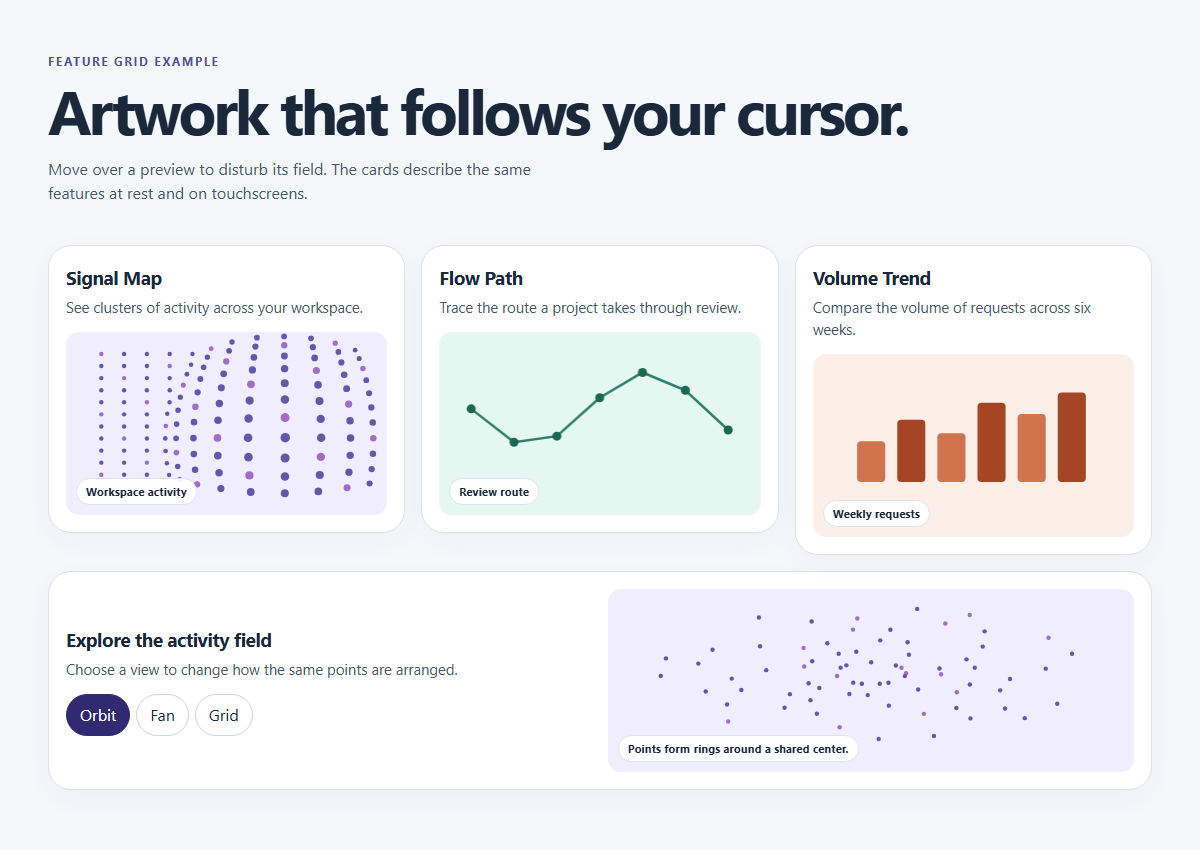 FEATURE GRID EXAMPLE
Artwork that follows your cursor.
Move over a preview to disturb its field. The cards describe the same
features at rest and on touchscreens.
Signal Map
See clusters of activity across your workspace.
Workspace activity
Flow Path
Trace the route a project takes through review.
Review route
Volume Trend
Compare the volume of requests across six
weeks.
Weekly requests
Explore the activity field
Choose a view to change how the same points are arranged.
Orbit
Fan
Grid
Points form rings around a shared center.